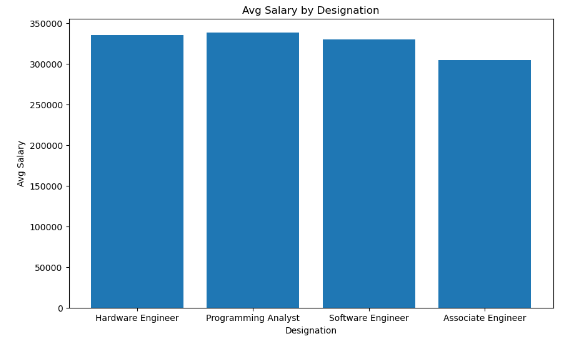 Avg Salary by Designation
350000
300000
250000
200000
150000
100000
50000
0
Avg Salary
Hardware Engineer
Programming Analyst
Software Engineer
Associate Engineer
Designation